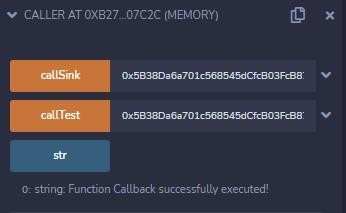 CALLER AT 0XB27...07C2C (MEMORY)
callSink 0x5B38Da6a701c568545dCfcB03FcB8
callTest 0x5B38Da6a701c568545dCfcB03FcB8
str
0: string: Function Callback successfully executed!